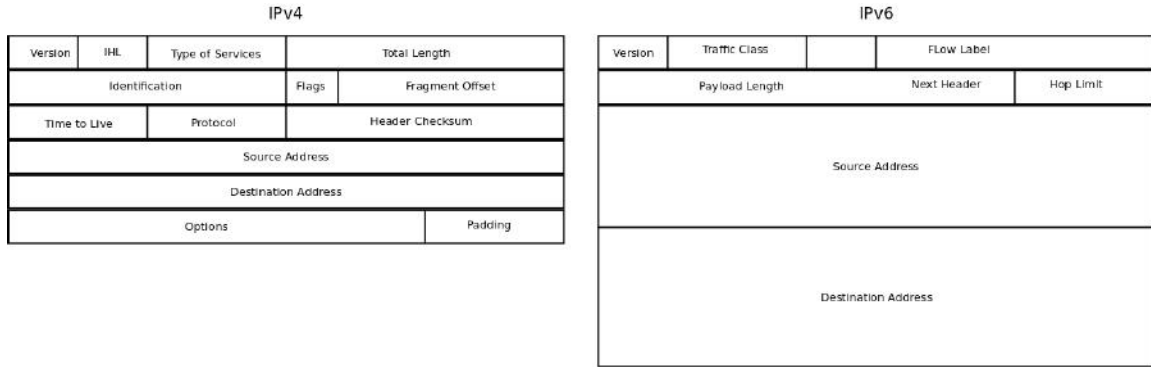 IPv4
Version IHL Type of Services Total Length
Identification Flags Fragment Offset
Time to Live Protocol Header Checksum
Source Address
Destination Address
Options Padding
IPv6
Version Traffic Class FLow Label
Payload Length Next Header Hop Limit
Source Address
Destination Address